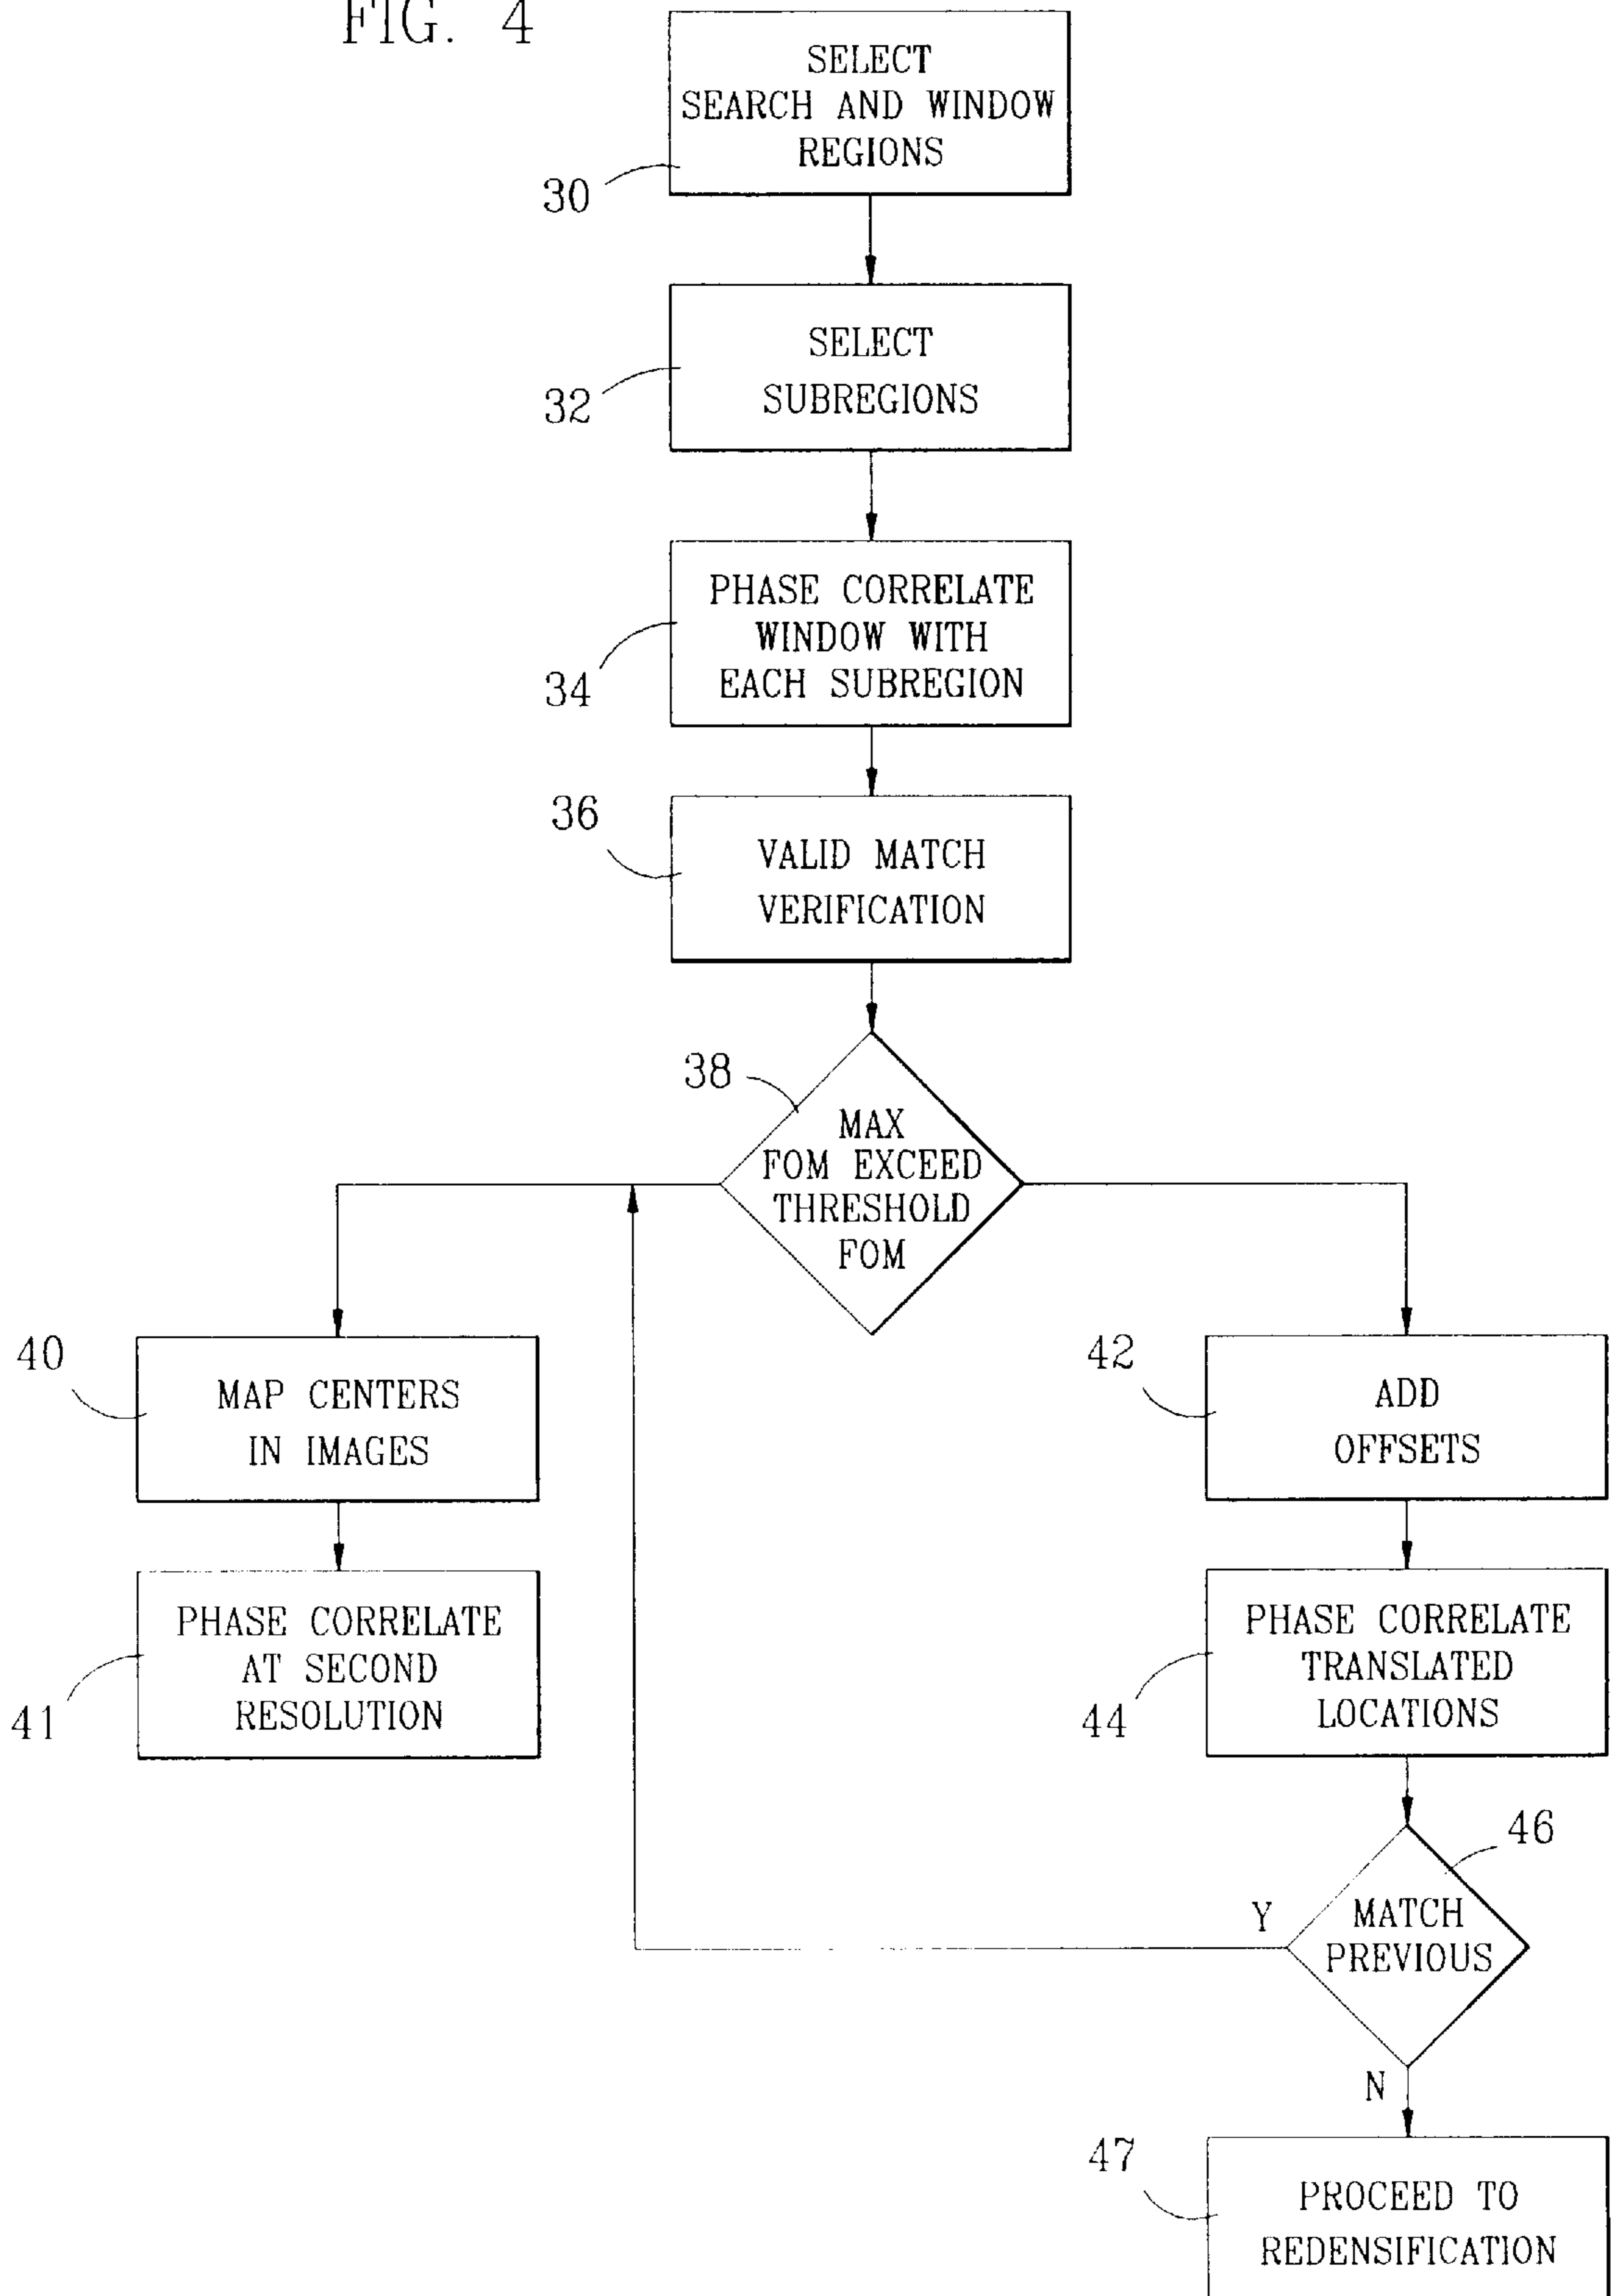 FIG. 4
SELECT
SEARCH AND WINDOW
REGIONS
30
SELECT
SUBREGIONS
32
PHASE CORRELATE
WINDOW WITH
EACH SUBREGION
34
36
VALID MATCH
VERIFICATION
38
MAX
FOM EXCEED
THRESHOLD
FOM
40
MAP CENTERS
IN IMAGES
42
ADD
OFFSETS
PHASE CORRELATE
AT SECOND
RESOLUTION
41
PHASE CORRELATE
TRANSLATED
LOCATIONS
44
46
Y
MATCH
PREVIOUS
N
47
PROCEED TO
REDENSIFICATION